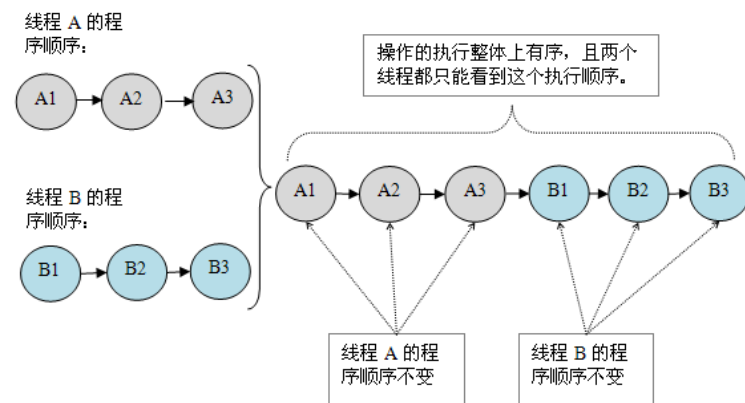 线程 A 的程
序顺序：
A1
A2
A3
操作的执行整体上有序，且两个
线程都只能看到这个执行顺序。
A1
A2
A3
B1
B2
B3
线程 B 的程
序顺序：
B1
B2
B3
线程 A 的程
序顺序不变
线程 B 的程
序顺序不变